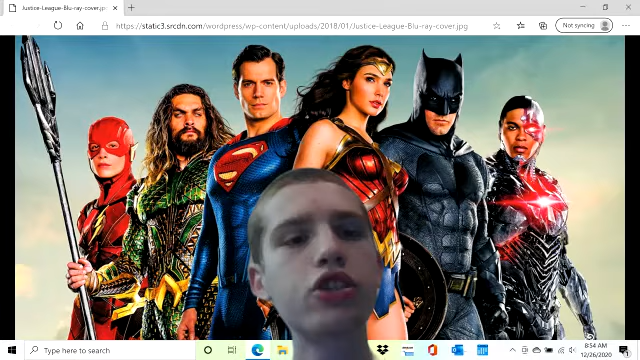 Justice-League-Blu-ray-cover.jpg
https://static3.srcdn.com/wordpress/wp-content/uploads/2018/01/Justice-League-Blu-ray-cover.jpg
Not syncing
S
Type here to search
8:54 AM
12/26/2020